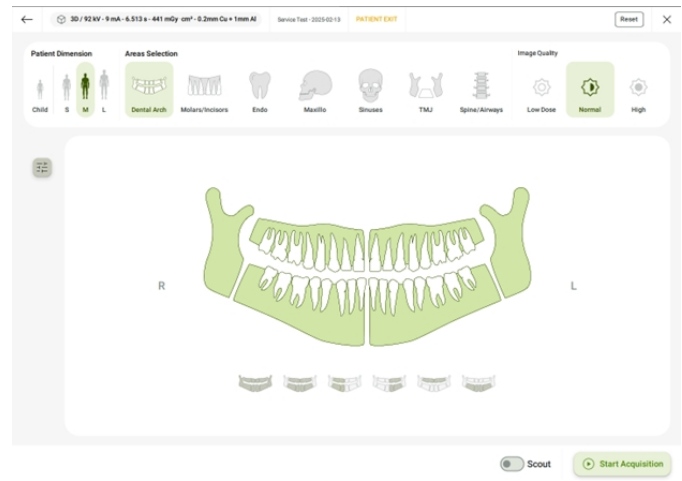 3D / 92 kV - 9 mA - 6.513 s - 441 mGy·cm² - 0.2mm Cu + 1mm Al
Service Test - 2025-02-13
PATIENT EXIT
Reset
Patient Dimension
Areas Selection
Image Quality
Child S M L
Dental Arch Molars/Incisors Endo Maxillo Sinuses TMJ Spine/Airways
Low Dose Normal High
R L
Scout
Start Acquisition